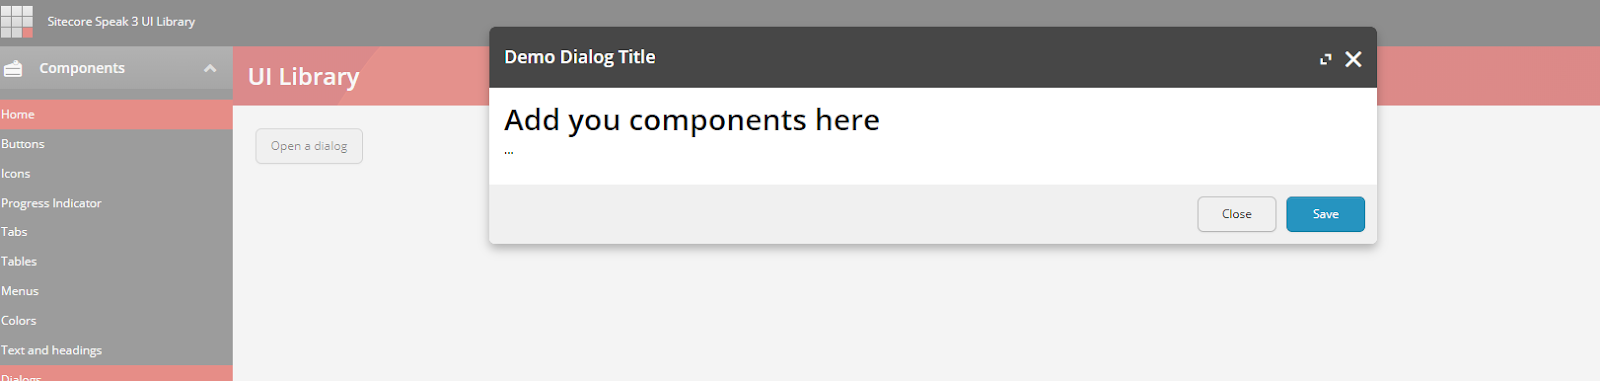 Sitecore Speak 3 UI Library
Components
Home
Buttons
Icons
Progress Indicator
Tabs
Tables
Menus
Colors
Text and headings
Dialogs
UI Library
Open a dialog
Demo Dialog Title
Add you components here
...
Close
Save